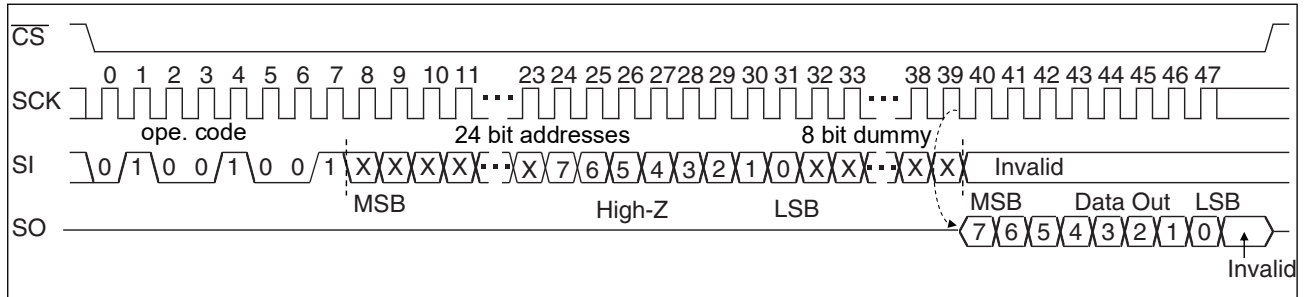 CS
0 1 2 3 4 5 6 7 8 9 10 11 23 24 25 26 27 28 29 30 31 32 33 38 39 40 41 42 43 44 45 46 47
SCK
ope. code 24 bit addresses 8 bit dummy
SI 0 1 0 0 1 0 0 1 X X X X X 7 6 5 4 3 2 1 0 X X X X Invalid
MSB High-Z LSB MSB Data Out LSB
SO 7 6 5 4 3 2 1 0
Invalid